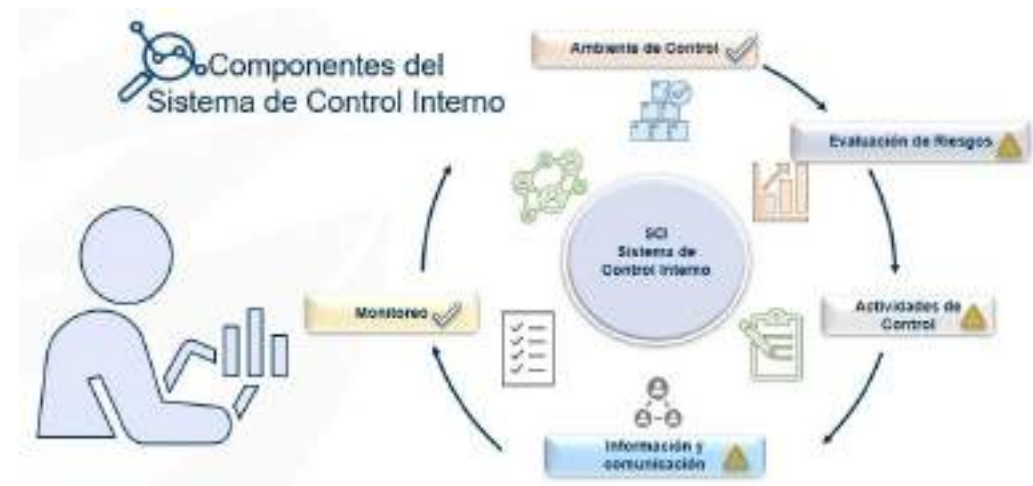 Componentes del
Sistema de Control Interno
Ambiente de Control
Evaluación de Riesgos
SCI
Sistema de
Control Interno
Monitoreo
Actividades de
Control
Información y
comunicación